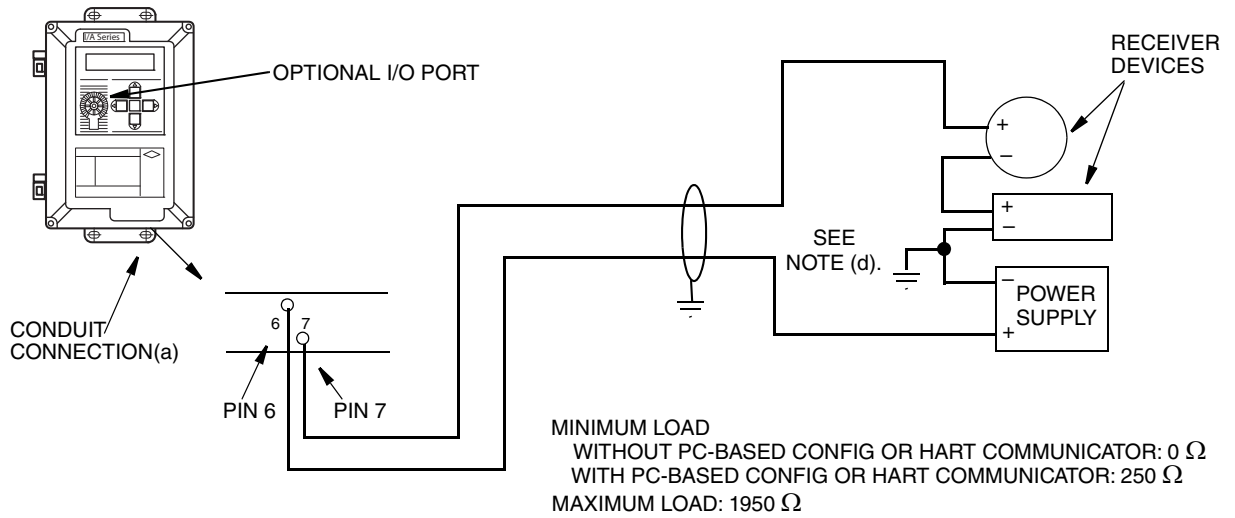 I/A Series
OPTIONAL I/O PORT
RECEIVER
DEVICES
+
–
+
–
SEE
NOTE (d).
–
POWER
SUPPLY
+
CONDUIT
CONNECTION(a)
6 7
PIN 6
PIN 7
MINIMUM LOAD
WITHOUT PC-BASED CONFIG OR HART COMMUNICATOR: 0 Ω
WITH PC-BASED CONFIG OR HART COMMUNICATOR: 250 Ω
MAXIMUM LOAD: 1950 Ω